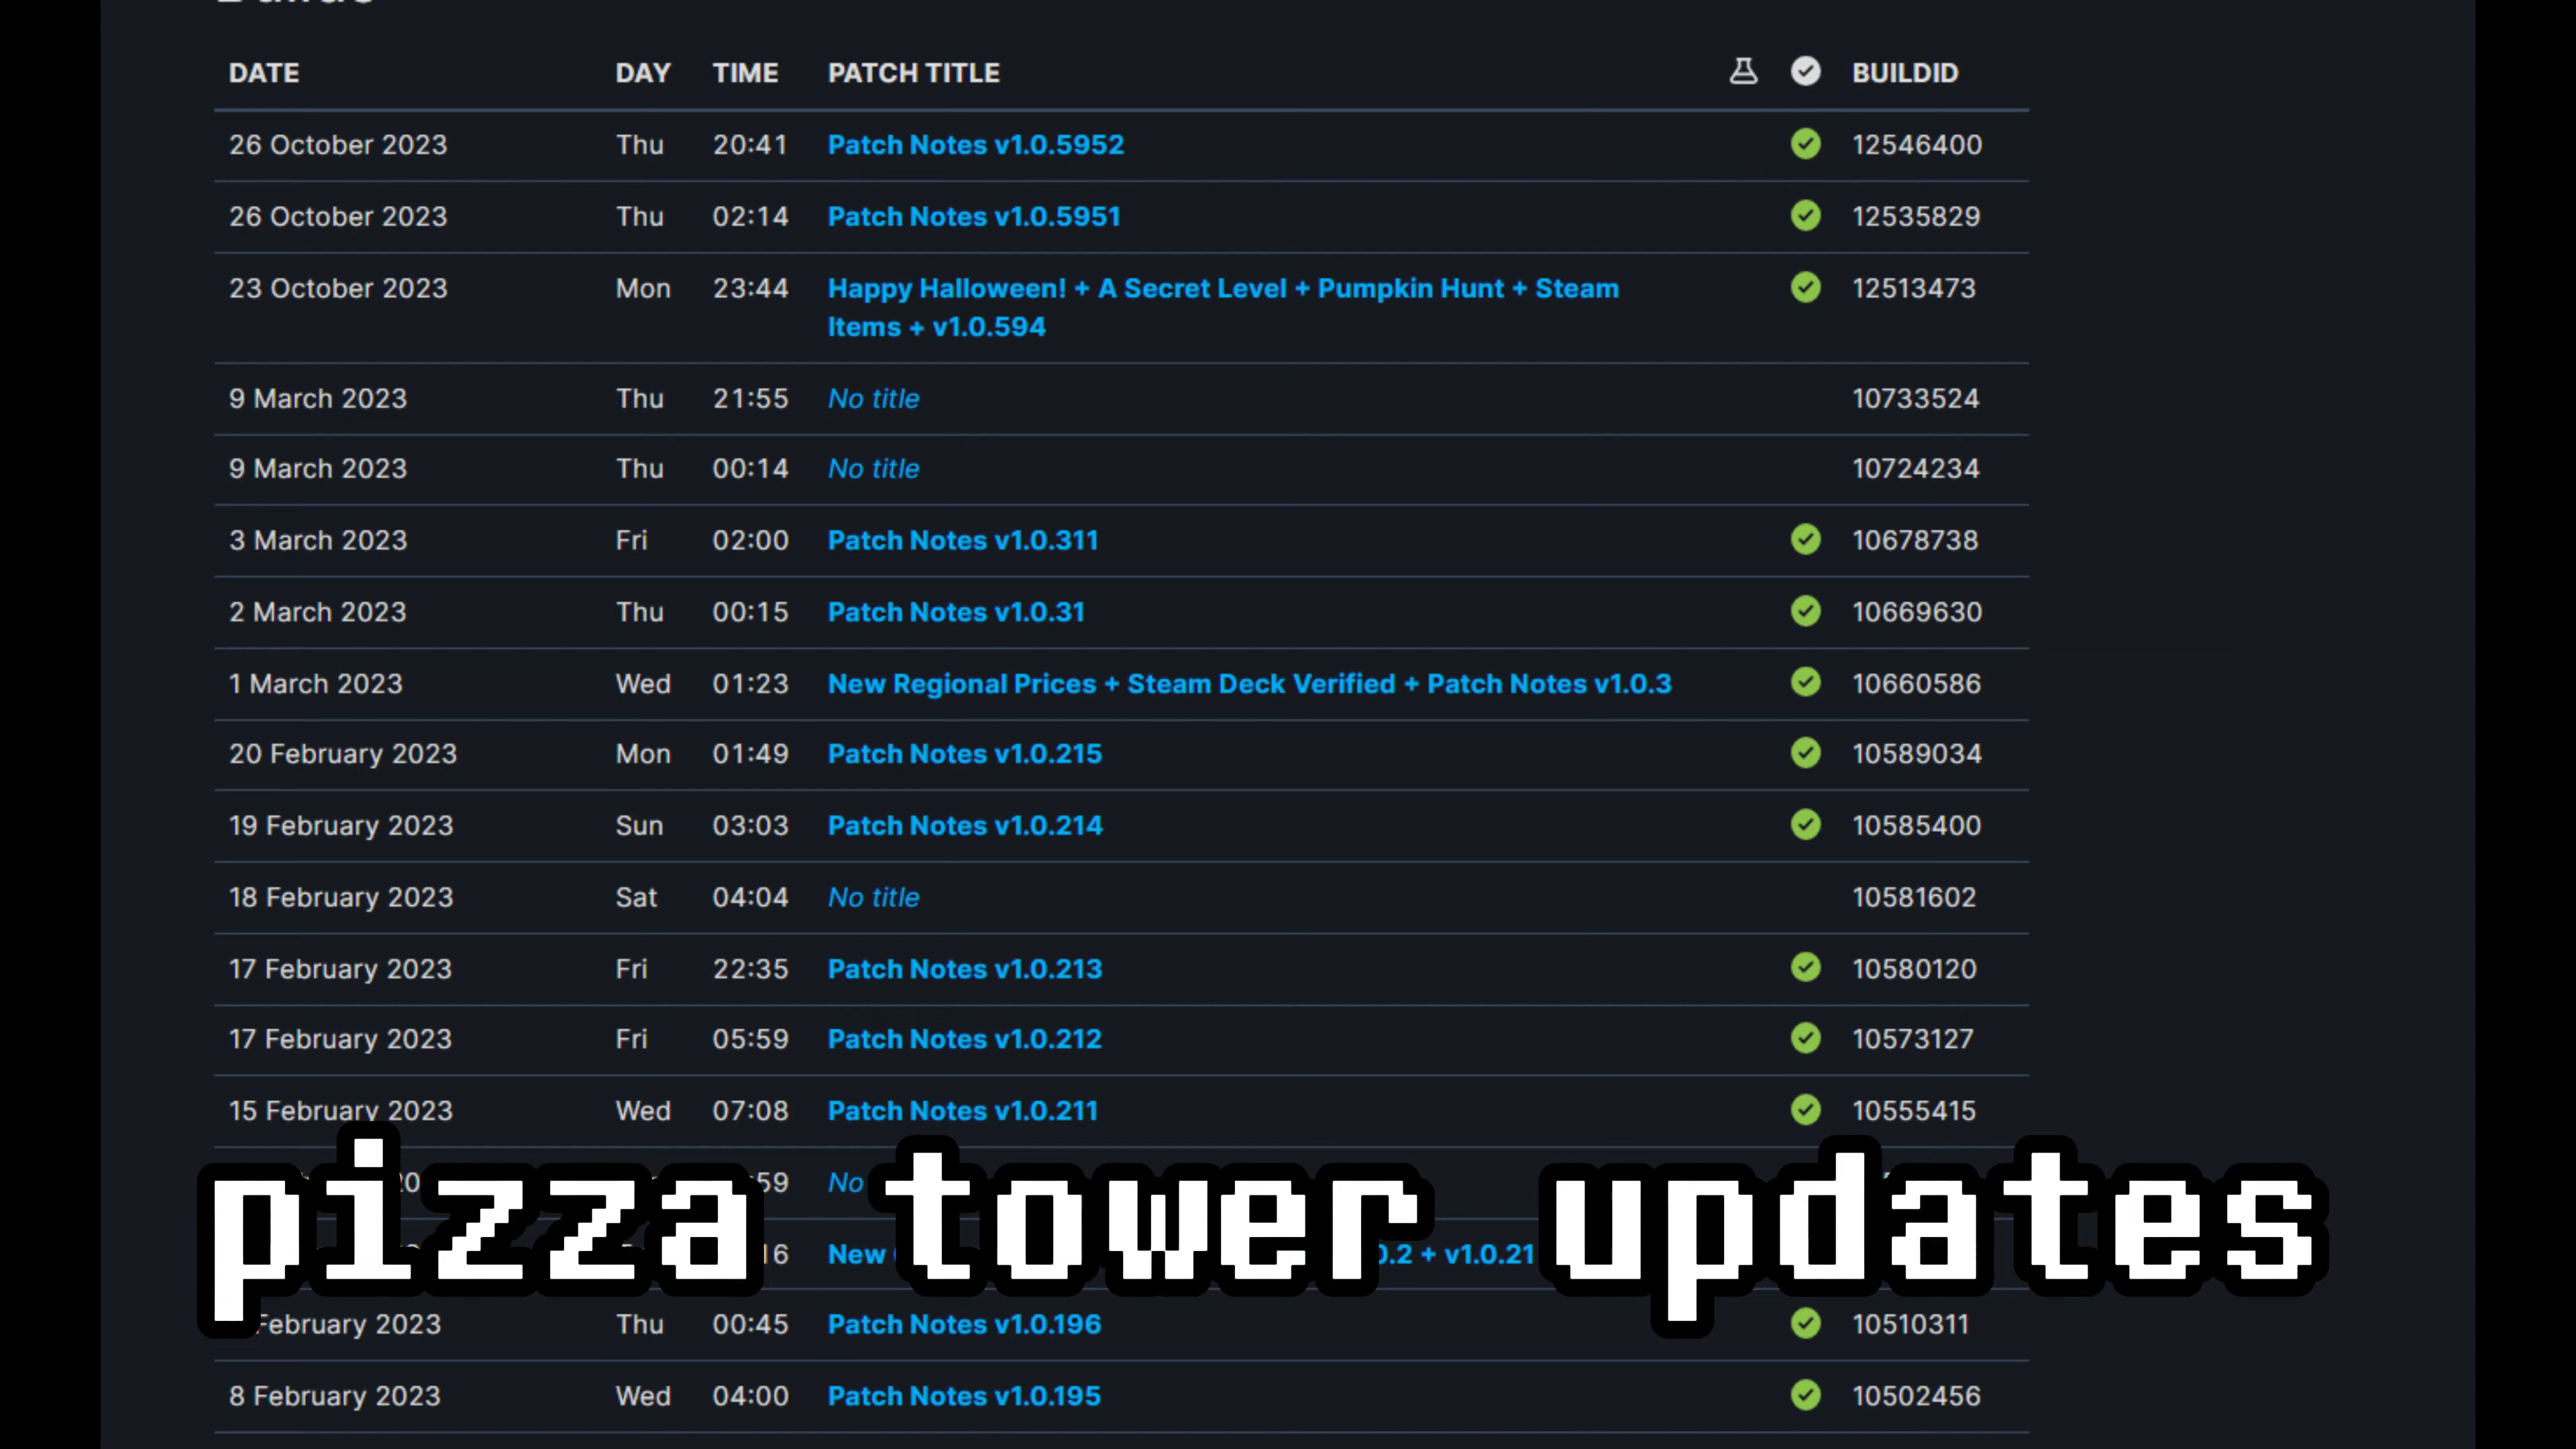 DATE DAY TIME PATCH TITLE BUILDID
26 October 2023 Thu 20:41 Patch Notes v1.0.5952 12546400
26 October 2023 Thu 02:14 Patch Notes v1.0.5951 12535829
23 October 2023 Mon 23:44 Happy Halloween! + A Secret Level + Pumpkin Hunt + Steam 12513473
Items + v1.0.594
9 March 2023 Thu 21:55 No title 10733524
9 March 2023 Thu 00:14 No title 10724234
3 March 2023 Fri 02:00 Patch Notes v1.0.311 10678738
2 March 2023 Thu 00:15 Patch Notes v1.0.31 10669630
1 March 2023 Wed 01:23 New Regional Prices + Steam Deck Verified + Patch Notes v1.0.3 10660586
20 February 2023 Mon 01:49 Patch Notes v1.0.215 10589034
19 February 2023 Sun 03:03 Patch Notes v1.0.214 10585400
18 February 2023 Sat 04:04 No title 10581602
17 February 2023 Fri 22:35 Patch Notes v1.0.213 10580120
17 February 2023 Fri 05:59 Patch Notes v1.0.212 10573127
15 February 2023 Wed 07:08 Patch Notes v1.0.211 10555415
No
pizza tower updates
New + v1.0.21
February 2023 Thu 00:45 Patch Notes v1.0.196 10510311
8 February 2023 Wed 04:00 Patch Notes v1.0.195 10502456